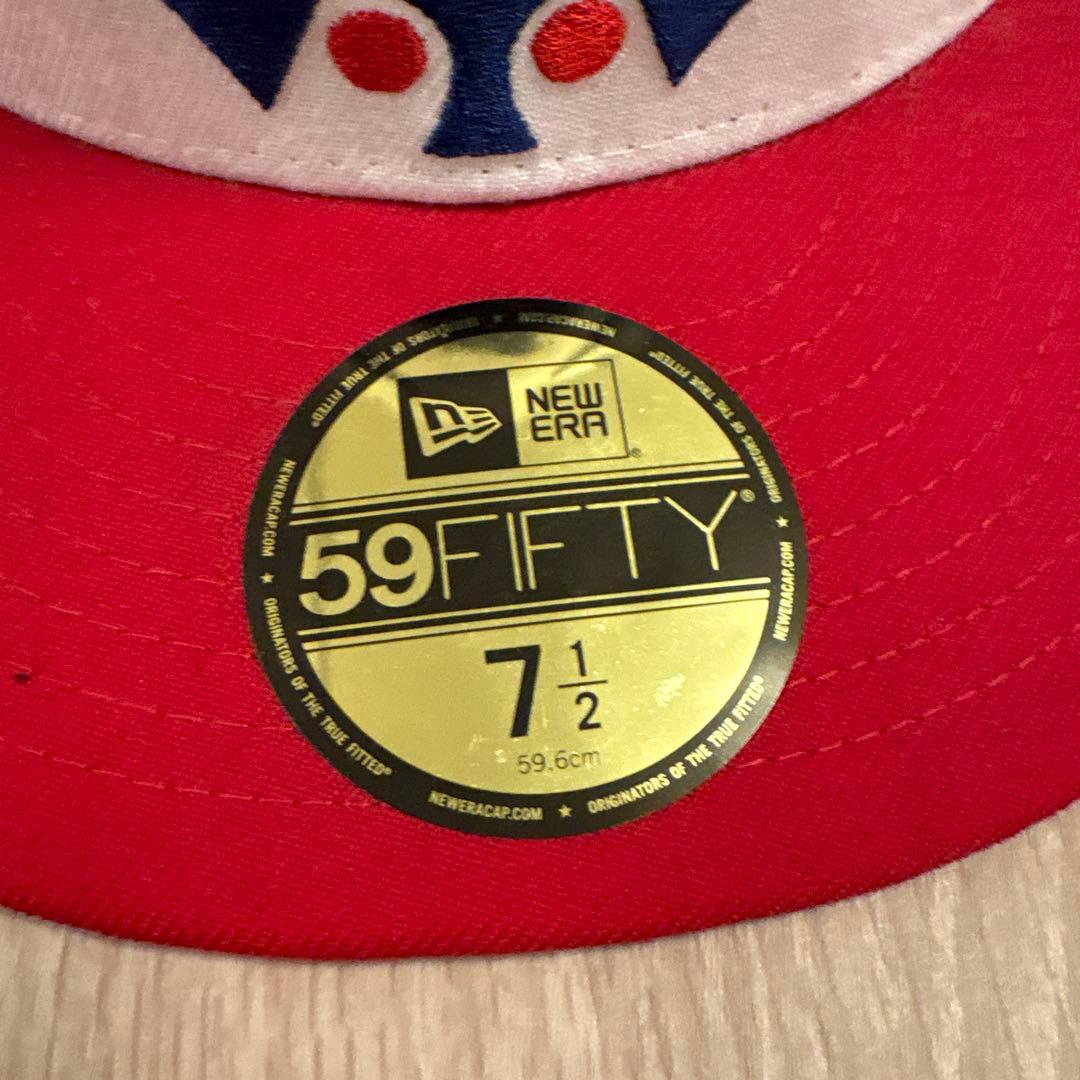 NEW
ERA
®
59FIFTY®
7 1/2
59.6cm
NEWERACAP.COM ★ ORIGINATORS OF THE TRUE FITTED®
NEWERACAP.COM ★ ORIGINATORS OF THE TRUE FITTED®
NEWERACAP.COM ★ ORIGINATORS OF THE TRUE FITTED®
NEWERACAP.COM ★ ORIGINATORS OF THE TRUE FITTED®